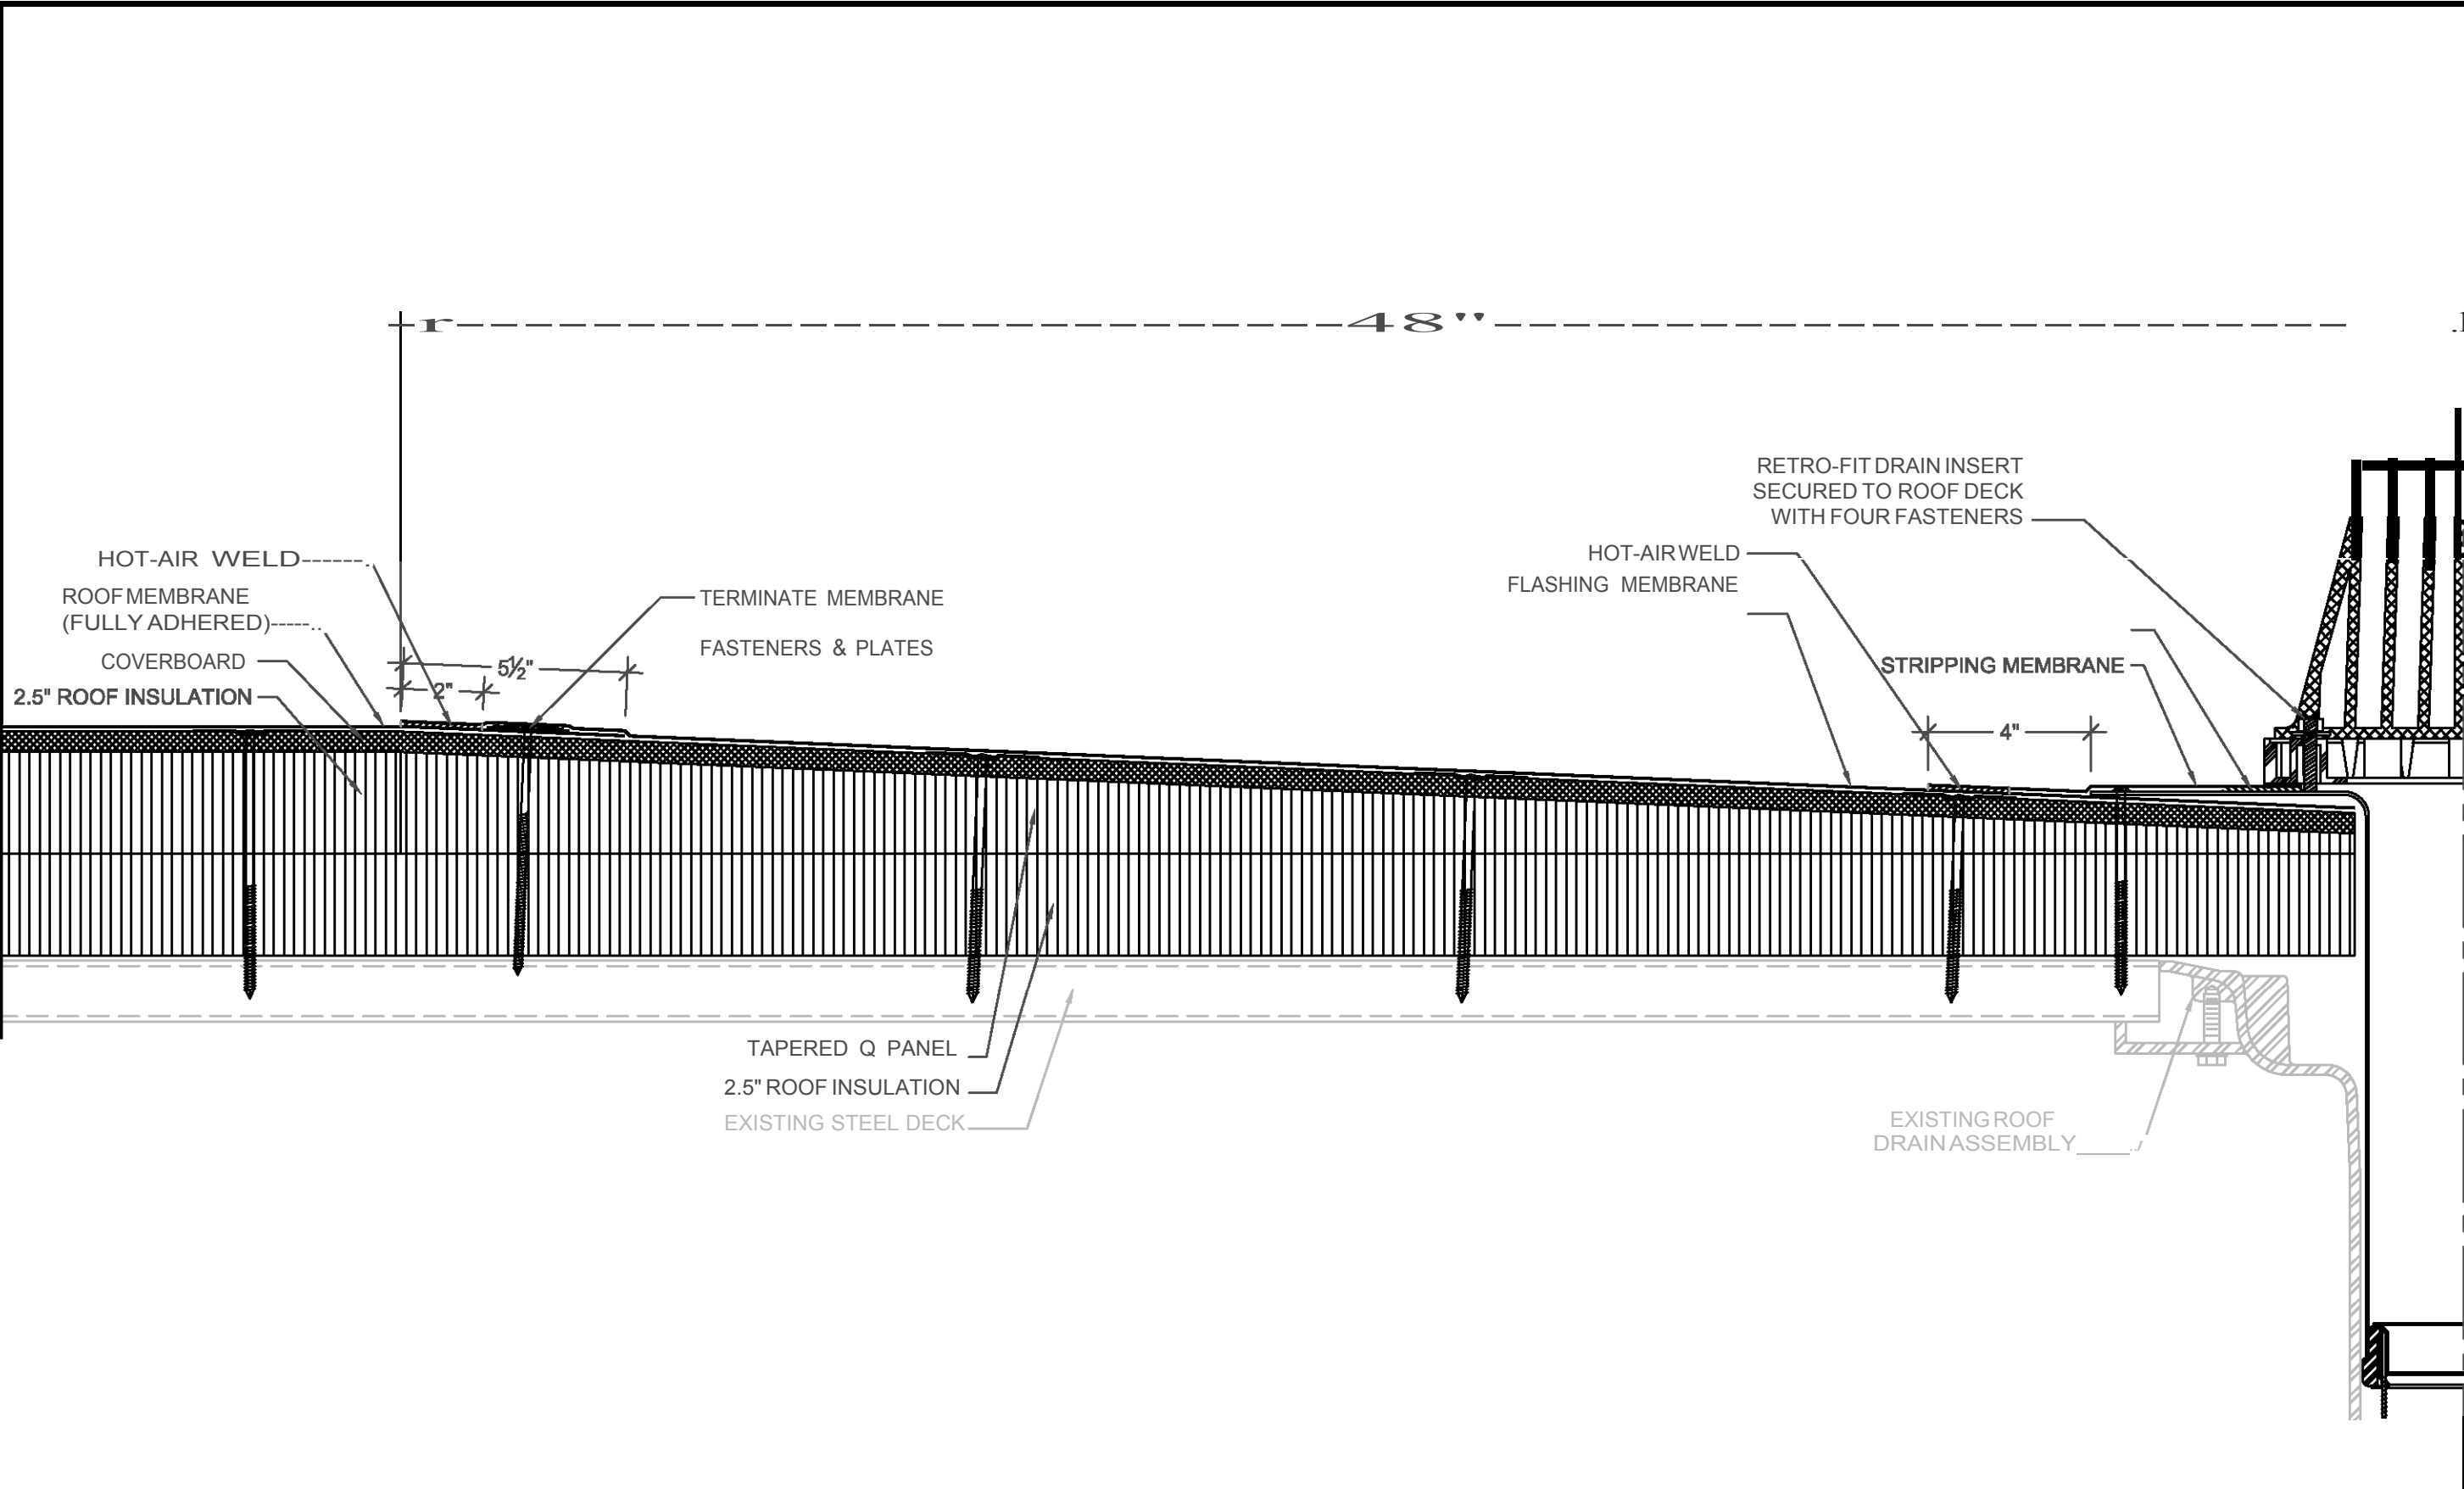 48"
RETRO-FIT DRAIN INSERT
SECURED TO ROOF DECK
WITH FOUR FASTENERS
HOT-AIR WELD
HOT-AIR WELD
FLASHING MEMBRANE
ROOF MEMBRANE
(FULLY ADHERED)
TERMINATE MEMBRANE
FASTENERS & PLATES
COVERBOARD
5½"
STRIPPING MEMBRANE
2.5" ROOF INSULATION
2"
4"
TAPERED Q PANEL
2.5" ROOF INSULATION
EXISTING STEEL DECK
EXISTING ROOF
DRAIN ASSEMBLY